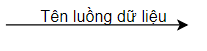 Tên luồng dữ liệu